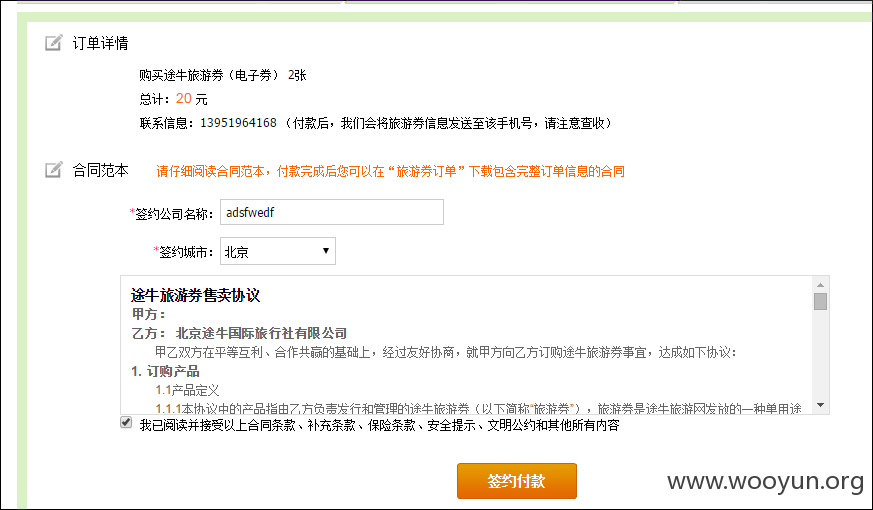 订单详情
购买途牛旅游券（电子券） 2张
总计：20 元
联系信息：13951964168 （付款后，我们会将旅游券信息发送至该手机号，请注意查收）
合同范本 请仔细阅读合同范本，付款完成后您可以在“旅游券订单”下载包含完整订单信息的合同
*签约公司名称： adsfwedf
*签约城市： 北京
途牛旅游券售卖协议
甲方：
乙方： 北京途牛国际旅行社有限公司
甲乙双方在平等互利、合作共赢的基础上，经过友好协商，就甲方向乙方订购途牛旅游券事宜，达成如下协议：
1. 订购产品
1.1产品定义
1.1.1本协议中的产品指由乙方负责发行和管理的途牛旅游券（以下简称“旅游券”），旅游券是途牛旅游网发放的一种单用途
我已阅读并接受以上合同条款、补充条款、保险条款、安全提示、文明公约和其他所有内容
签约付款
www.wooyun.org